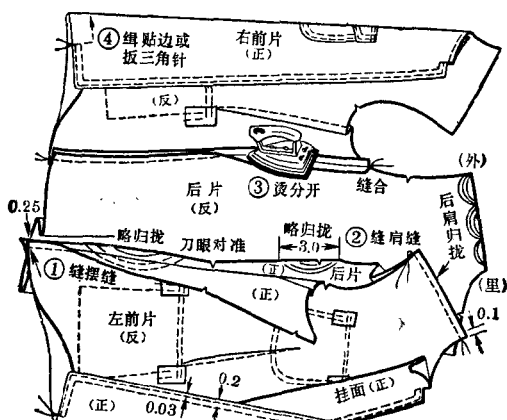 ④ 缉贴边或
扳三角针
右前片
(正)
(反)
(外)
后片
(反)
③ 烫分开
缝合
后肩归拢
0.25
略归拢
刀眼对准
略归拢
3.0
② 缝肩缝
① 缝摆缝
(正)
后片
(里)
(正)
左前片
(反)
0.1
0.2
挂面(正)
(正)
0.03